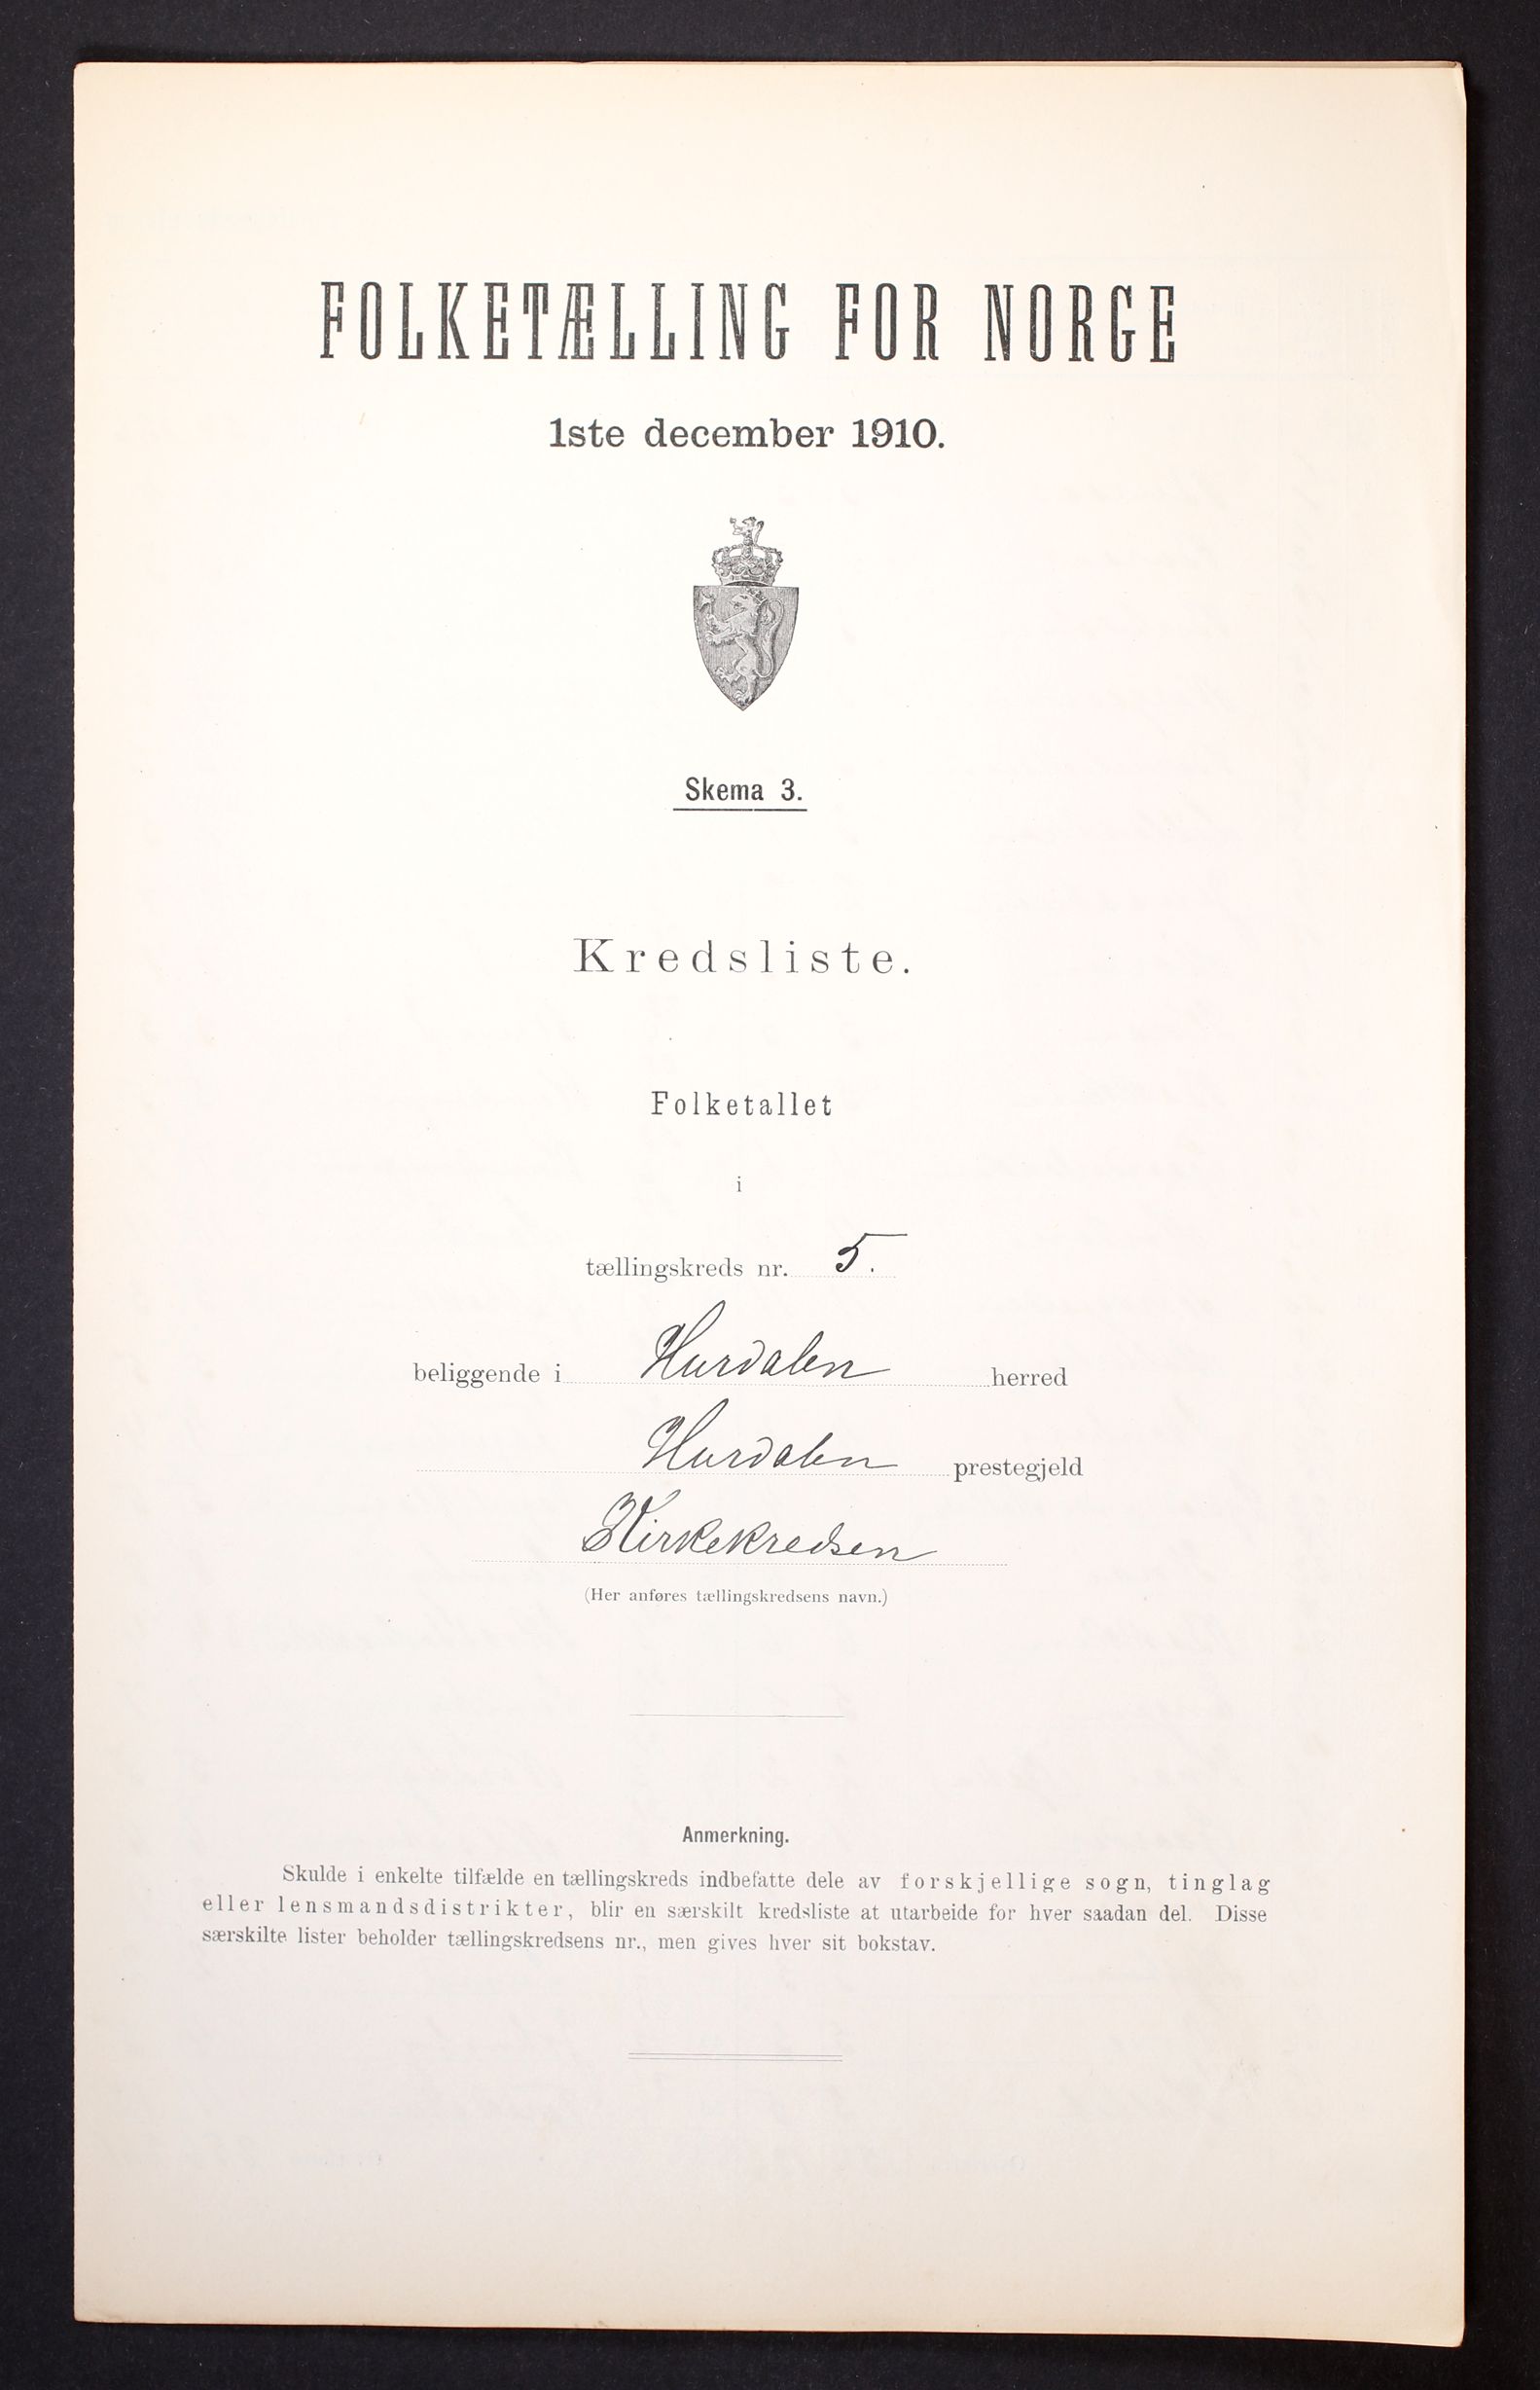 FOLKETÆLLING FOR NORGE
1ste december 1910.
Skema 3.
Kredsliste.
Folketallet
i
tællingskreds nr. 5.
beliggende i Hurdalen herred
Hurdalen prestegjeld
Kirkekredsen
(Her anføres tællingskredsens navn.)
Anmerkning.
Skulde i enkelte tilfælde en tællingskreds indbefatte dele av forskjellige sogn, tinglag
eller lensmandsdistrikter, blir en særskilt kredsliste at utarbeide for hver saadan del. Disse
særskilte lister beholder tællingskredsens nr., men gives hver sit bokstav.